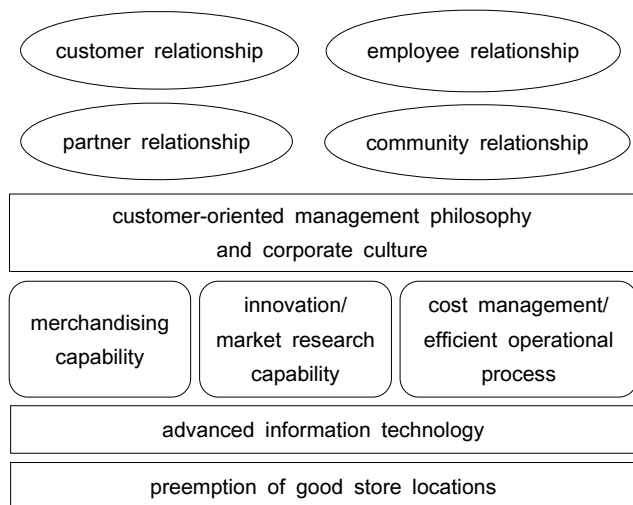 customer relationship
employee relationship
partner relationship
community relationship
customer-oriented management philosophy
and corporate culture
merchandising
capability
innovation/
market research
capability
cost management/
efficient operational
process
advanced information technology
preemption of good store locations